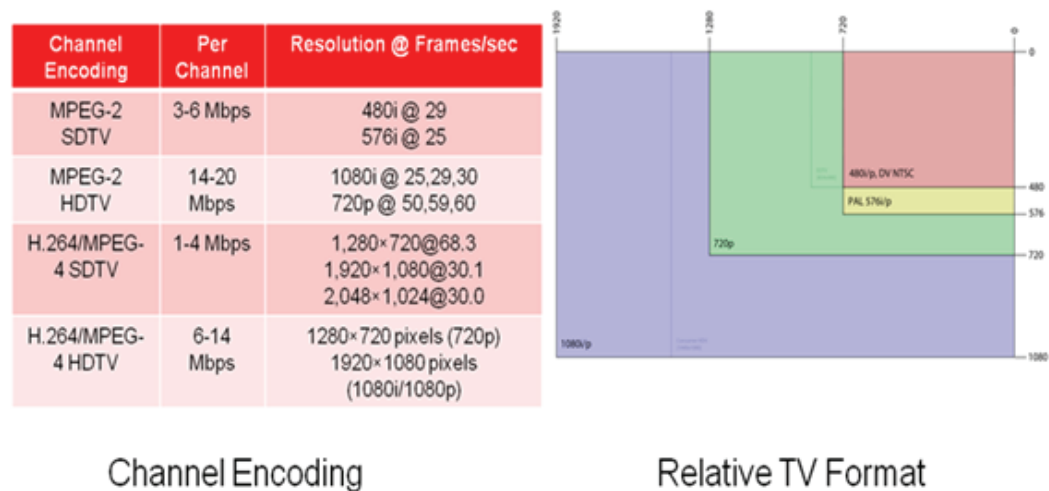 Channel Encoding
Per Channel
Resolution @ Frames/sec
MPEG-2
SDTV
3-6 Mbps
480i @ 29
576i @ 25
MPEG-2
HDTV
14-20
Mbps
1080i @ 25,29,30
720p @ 50,59,60
H.264/MPEG-
4 SDTV
1-4 Mbps
1,280×720@68.3
1,920×1,080@30.1
2,048×1,024@30.0
H.264/MPEG-
4 HDTV
6-14
Mbps
1280×720 pixels (720p)
1920×1080 pixels
(1080i/1080p)
Channel Encoding
1920
1280
720
0
0
480i/p, DV NTSC
480
PAL 576i/p
576
720p
720
1080i/p
1080
Relative TV Format